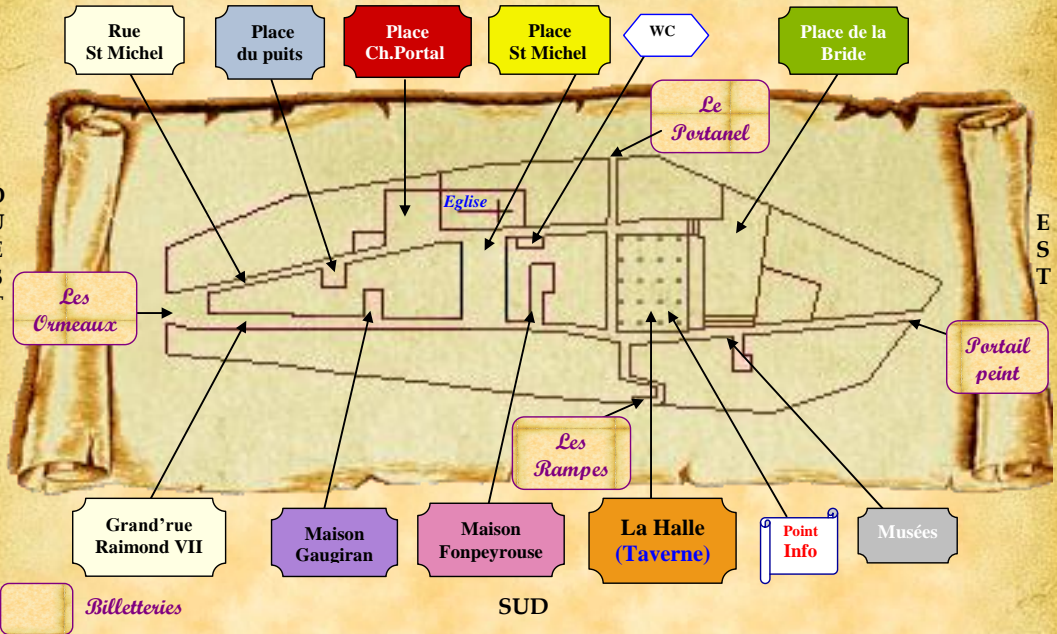 Rue
St Michel
Place
du puits
Place
Ch.Portal
Place
St Michel
WC
Place de la
Bride
Le
Portanel
Eglise
E
S
T
Les
Ormeaux
Portail
peint
Les
Rampes
Grand'rue
Raimond VII
Maison
Gaugiran
Maison
Fonpeyrouse
La Halle
(Taverne)
Point
Info
Musées
Billetteries
SUD